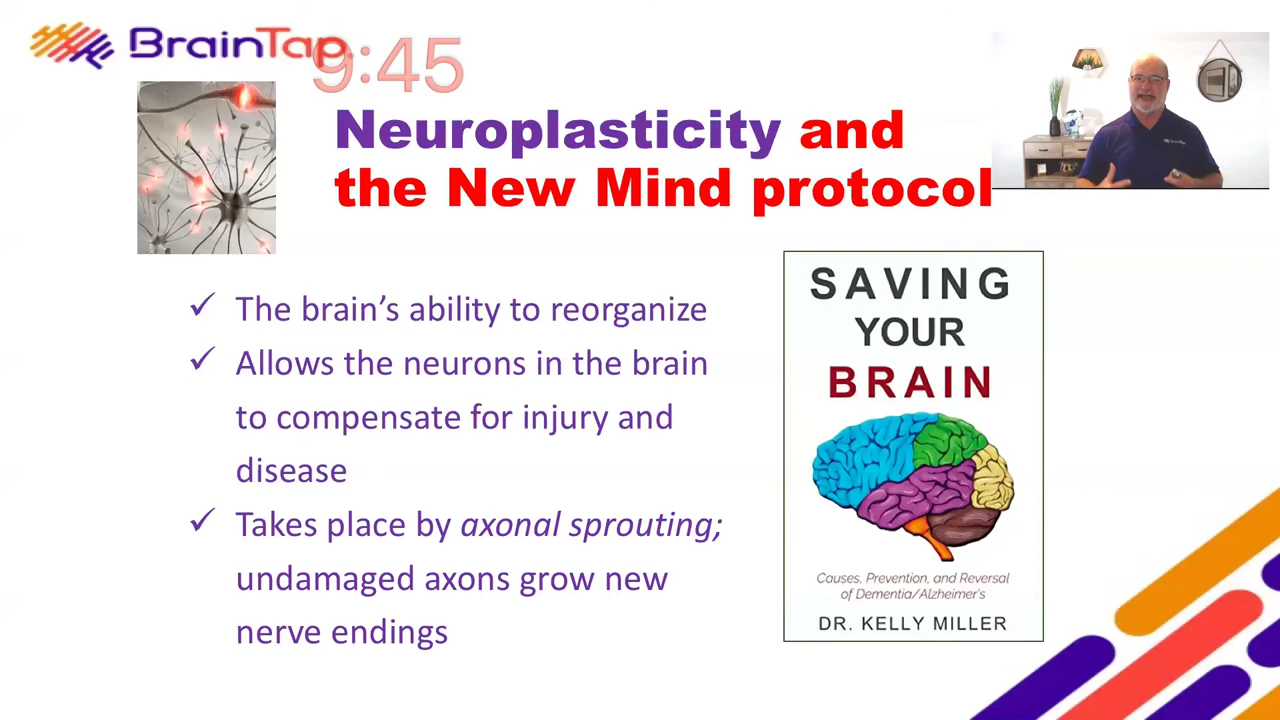 BrainTap
9:45
Neuroplasticity and
the New Mind protocol
✓ The brain’s ability to reorganize
✓ Allows the neurons in the brain
to compensate for injury and
disease
✓ Takes place by axonal sprouting;
undamaged axons grow new
nerve endings
SAVING
YOUR
BRAIN
Causes, Prevention, and Reversal
of Dementia/Alzheimer's
DR. KELLY MILLER